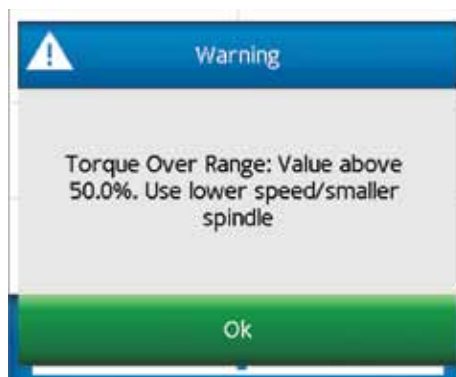 Warning
Torque Over Range: Value above
50.0%. Use lower speed/smaller
spindle
Ok